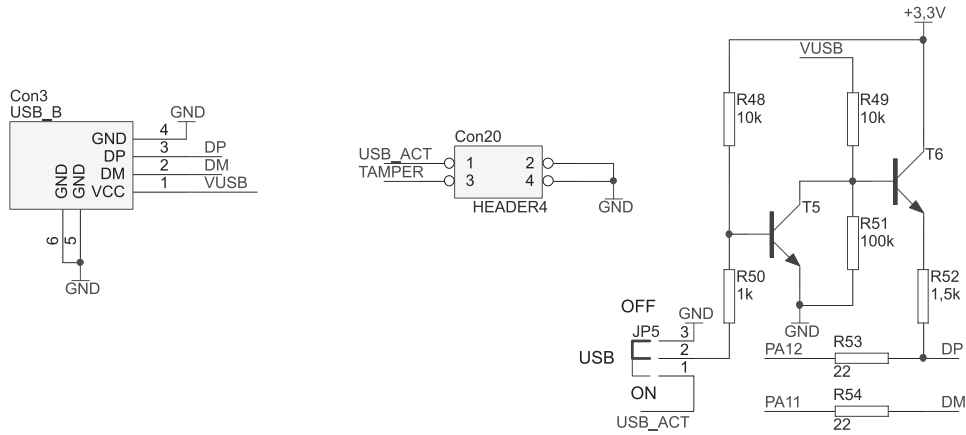 +3,3V
VUSB
Con3
USB_B
GND
R48
10k
R49
10k
4
GND
3
DP
DP
2
DM
DM
1
VCC
VUSB
GND
GND
6
5
GND
Con20
USB_ACT
1
2
TAMPER
3
4
HEADER4
GND
T6
T5
R51
100k
R50
1k
R52
1,5k
OFF
GND
GND
JP5
3
USB
2
1
ON
USB_ACT
PA12
R53
22
DP
PA11
R54
22
DM